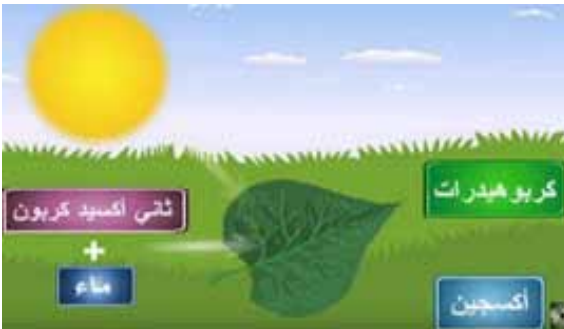 ثاني أكسيد كربون
+
ماء
كربوهيدرات
أكسجين